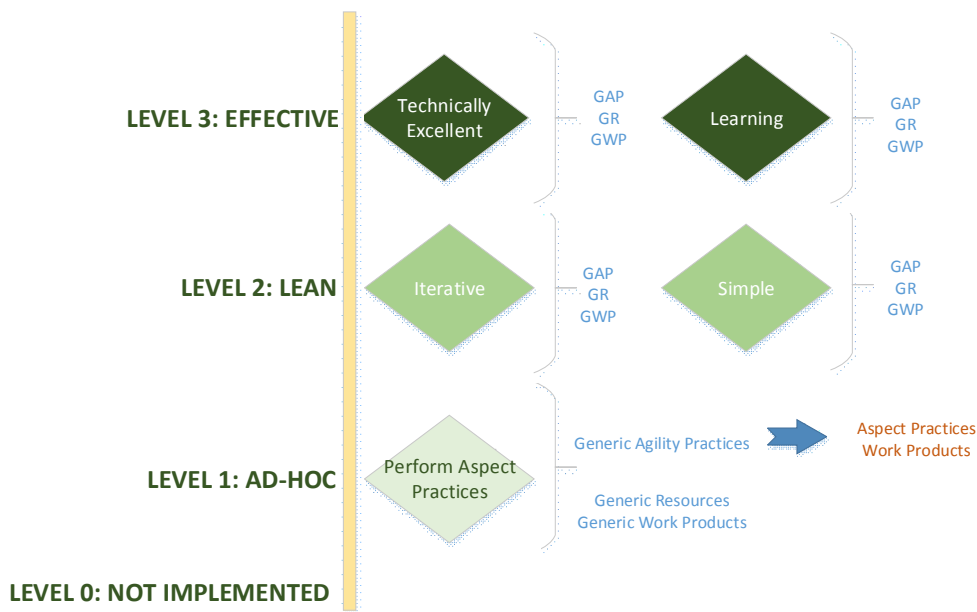 LEVEL 3: EFFECTIVE
Technically
Excellent
GAP
GR
GWP
Learning
GAP
GR
GWP
LEVEL 2: LEAN
Iterative
GAP
GR
GWP
Simple
GAP
GR
GWP
LEVEL 1: AD-HOC
Perform Aspect
Practices
Generic Agility Practices
Generic Resources
Generic Work Products
Aspect Practices
Work Products
LEVEL 0: NOT IMPLEMENTED